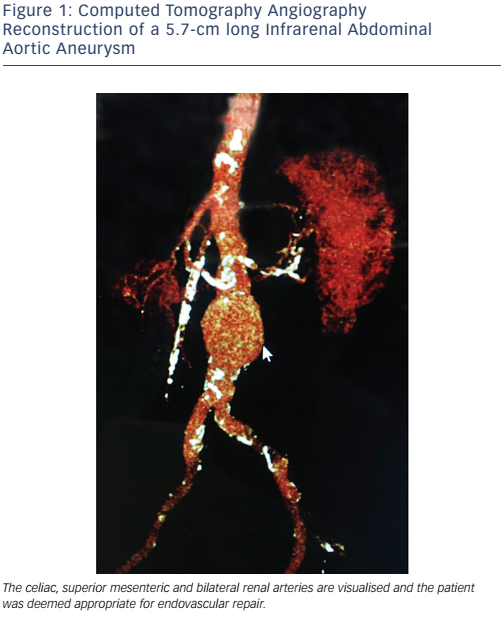 Figure 1: Computed Tomography Angiography
Reconstruction of a 5.7-cm long Infrarenal Abdominal
Aortic Aneurysm
The celiac, superior mesenteric and bilateral renal arteries are visualised and the patient
was deemed appropriate for endovascular repair.